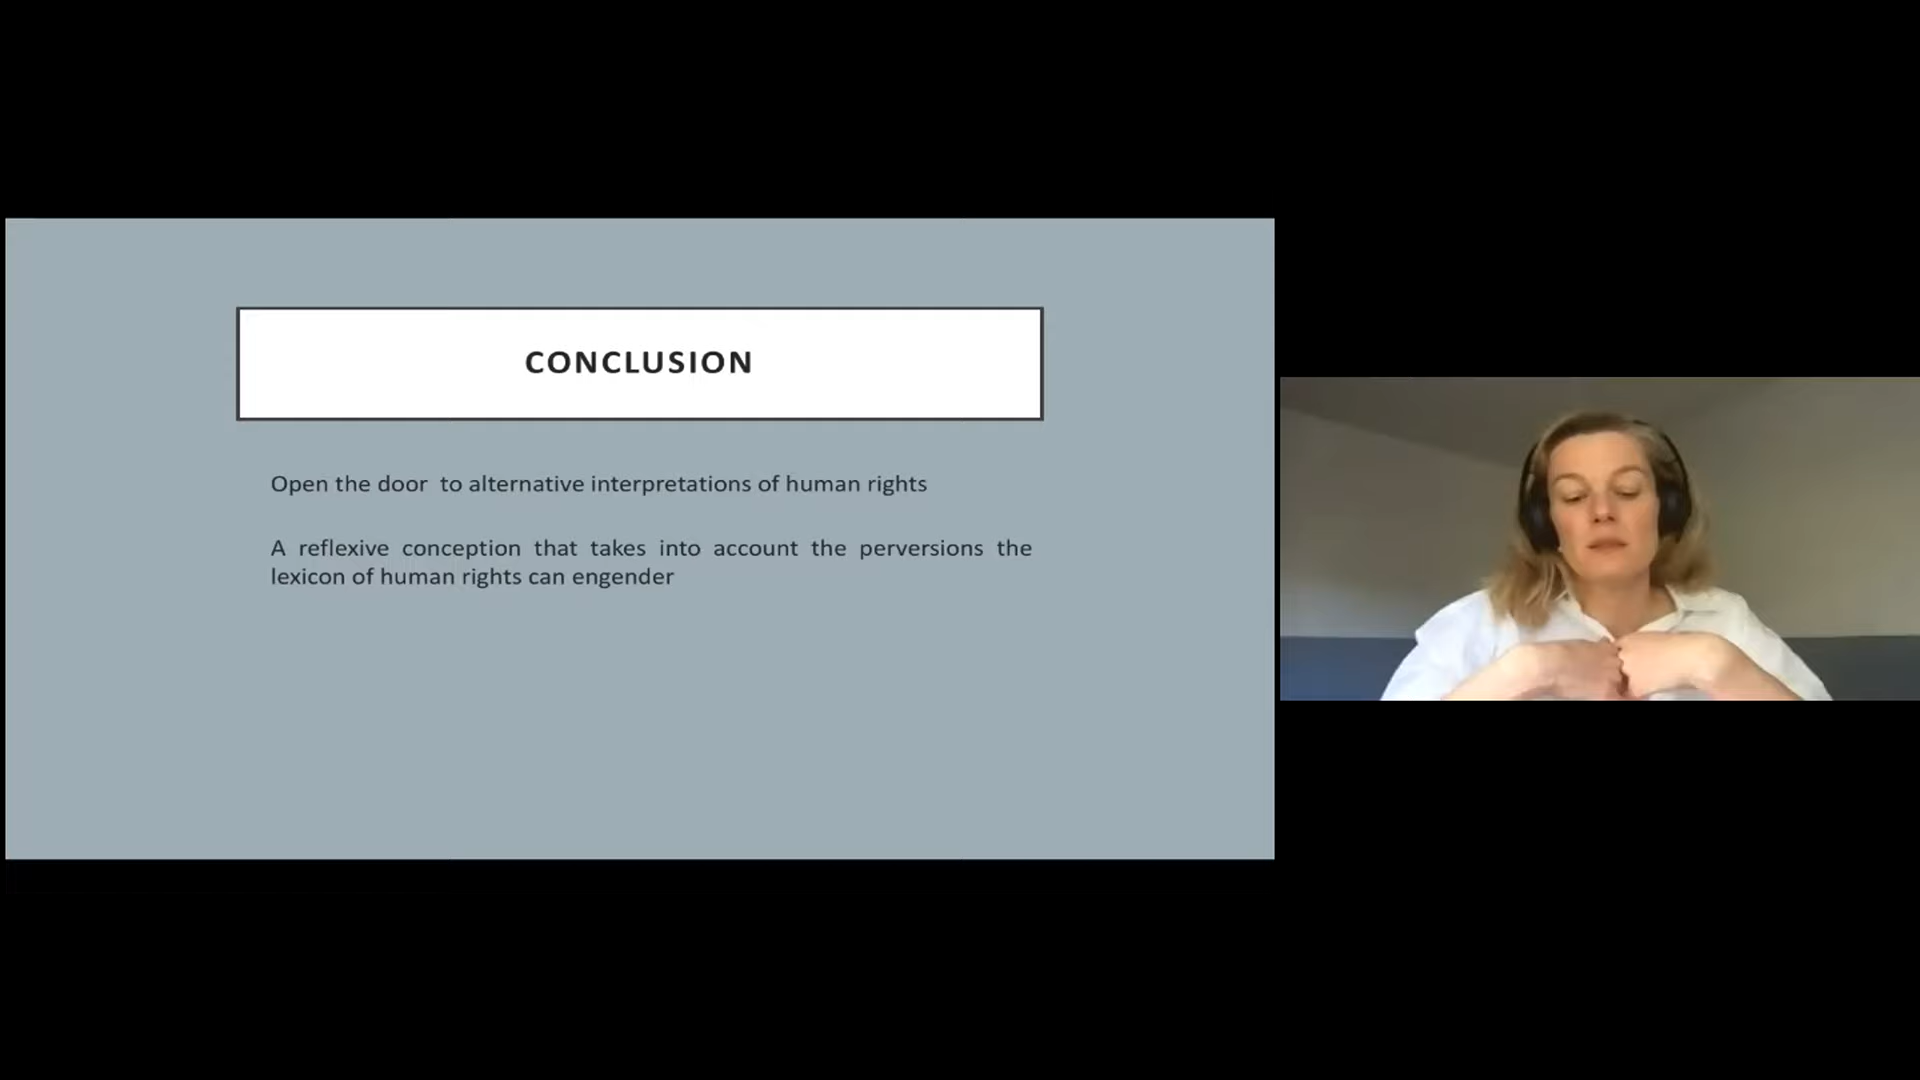 CONCLUSION
Open the door  to alternative interpretations of human rights
A reflexive conception that takes into account the perversions the
lexicon of human rights can engender